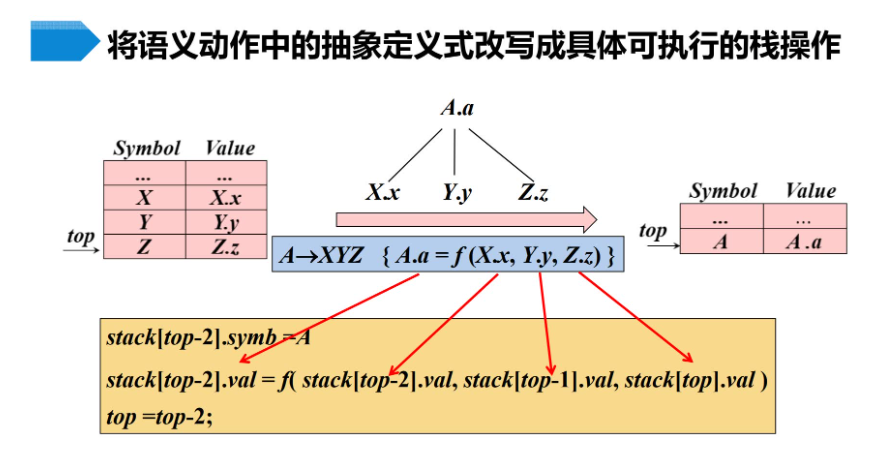 将语义动作中的抽象定义式改写成具体可执行的栈操作
A.a
Symbol Value
... ...
X X.x
Y Y.y
top Z Z.z
X.x Y.y Z.z
A→XYZ { A.a = f (X.x, Y.y, Z.z) }
Symbol Value
... ...
top A A .a
stack[top-2].symb =A
stack[top-2].val = f( stack[top-2].val, stack[top-1].val, stack[top].val )
top =top-2;